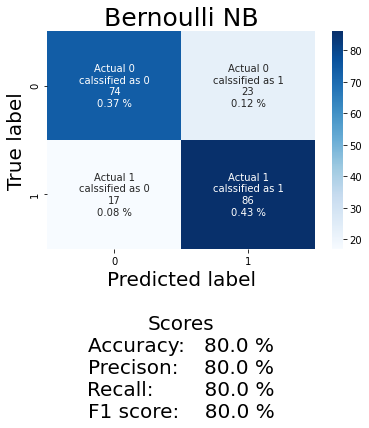 Bernoulli NB
True label
0
Actual 0
calssified as 0
74
0.37 %
Actual 0
calssified as 1
23
0.12 %
1
Actual 1
calssified as 0
17
0.08 %
Actual 1
calssified as 1
86
0.43 %
0
1
Predicted label
80
70
60
50
40
30
20
Scores
Accuracy: 80.0 %
Precison: 80.0 %
Recall: 80.0 %
F1 score: 80.0 %